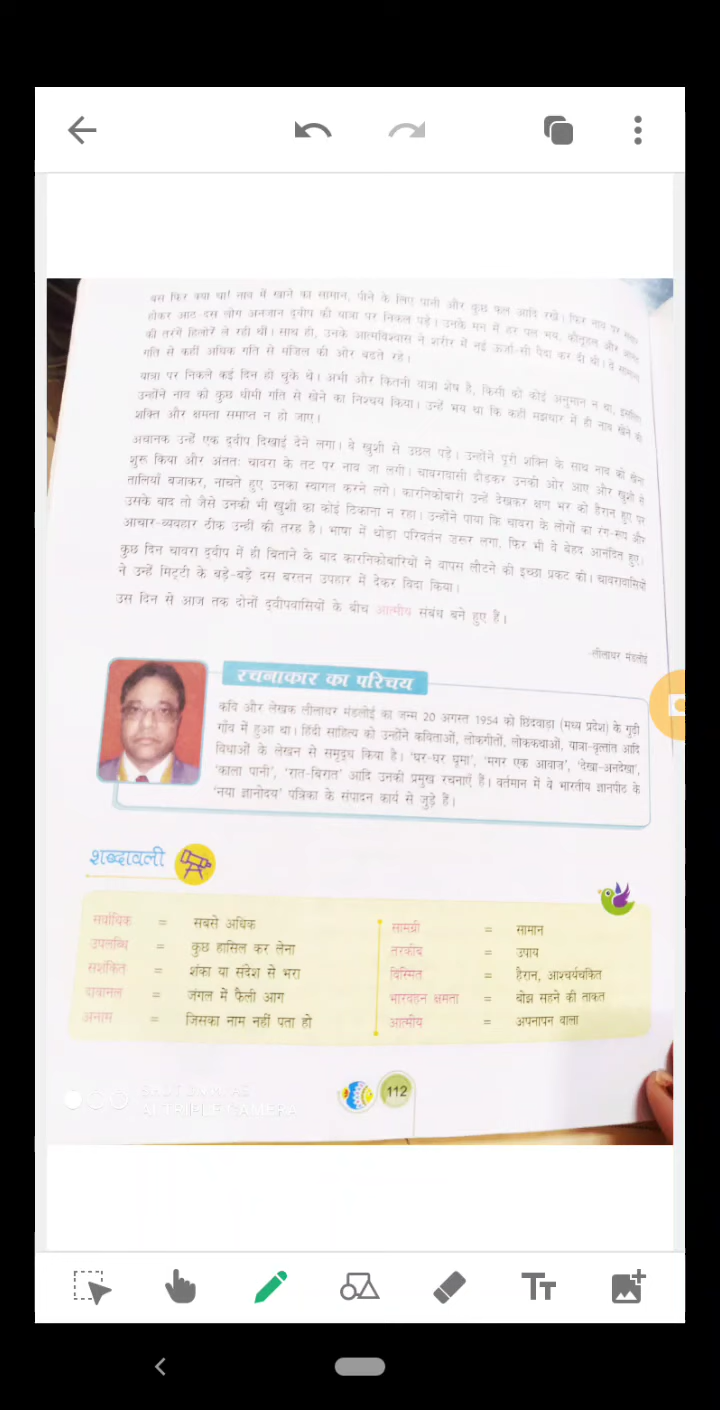 बस फिर क्या था! नाव में खाने का सामान, पीने के लिए पानी और कुछ फल आदि रखे। फिर नाव पर सवार
होकर आठ-दस लोग अनजान द्वीप की यात्रा पर निकल पड़े। उनके मन में हर पल भय, कौतूहल और
की तरंगें हिलोरें ले रही थीं। साथ ही, उनके आत्मविश्वास ने शरीर में नई ऊर्जा-सी पैदा कर दी थी। वे सामान्य
गति से कहीं अधिक गति से मंजिल की ओर बढ़ते रहे।
यात्रा पर निकले कई दिन हो चुके थे। अभी और कितनी यात्रा शेष है, किसी को कोई अनुमान न था, इसलिए
उन्होंने नाव को कुछ धीमी गति से खेने का निश्चय किया। उन्हें भय था कि कहीं मझधार में ही नाव खेने की
शक्ति और क्षमता समाप्त न हो जाए।
अचानक उन्हें एक द्वीप दिखाई देने लगा। वे खुशी से उछल पड़े। उन्होंने पूरी शक्ति के साथ नाव को खेना
शुरू किया और अंततः चावरा के तट पर नाव जा लगी। चावरावासी दौड़कर उनकी ओर आए और खुशी में
तालियाँ बजाकर, नाचते हुए उनका स्वागत करने लगे। कारनिकोबारी उन्हें देखकर क्षण भर को हैरान हुए पर
उसके बाद तो जैसे उनकी भी खुशी का कोई ठिकाना न रहा। उन्होंने पाया कि चावरा के लोगों का रंग-रूप और
आचार-व्यवहार ठीक उन्हीं की तरह है। भाषा में थोड़ा परिवर्तन जरूर लगा, फिर भी वे बेहद आनंदित हुए।
कुछ दिन चावरा द्वीप में ही बिताने के बाद कारनिकोबारियों ने वापस लौटने की इच्छा प्रकट की। चावरावासियों
ने उन्हें मिट्टी के बड़े-बड़े दस बरतन उपहार में देकर विदा किया।
उस दिन से आज तक दोनों द्वीपवासियों के बीच आत्मीय संबंध बने हुए हैं।
-लीलाधर मंडलोई
रचनाकार का परिचय
कवि और लेखक लीलाधर मंडलोई का जन्म 20 अगस्त 1954 को छिंदवाड़ा (मध्य प्रदेश) के गुढ़ी
गाँव में हुआ था। हिंदी साहित्य को उन्होंने कविताओं, लोकगीतों, लोककथाओं, यात्रा-वृत्तांत आदि
विधाओं के लेखन से समृद्ध किया है। 'घर-घर घूमा', 'मगर एक आवाज़', 'देखा-अनदेखा',
'काला पानी', 'रात-बिरात' आदि उनकी प्रमुख रचनाएँ हैं। वर्तमान में वे भारतीय ज्ञानपीठ के
'नया ज्ञानोदय' पत्रिका के संपादन कार्य से जुड़े हैं।
शब्दावली
सर्वाधिक = सबसे अधिक
उपलब्धि = कुछ हासिल कर लेना
सशंकित = शंका या संदेश से भरा
दावानल = जंगल में फैली आग
अनाम = जिसका नाम नहीं पता हो
सामग्री = सामान
तरकीब = उपाय
विस्मित = हैरान, आश्चर्यचकित
भारवहन क्षमता = बोझ सहने की ताकत
आत्मीय = अपनापन वाला
112
AI TRIPLE CAMERA
Tт